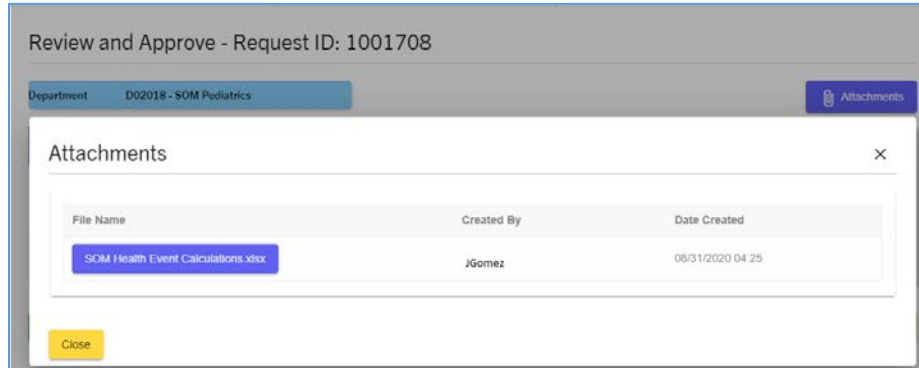 Review and Approve - Request ID: 1001708
Department D02018 - SOM Pediatrics
Attachments
Attachments ×
File Name Created By Date Created
SOM Health Event Calculations.xlsx JGomez 08/31/2020 04:25
Close